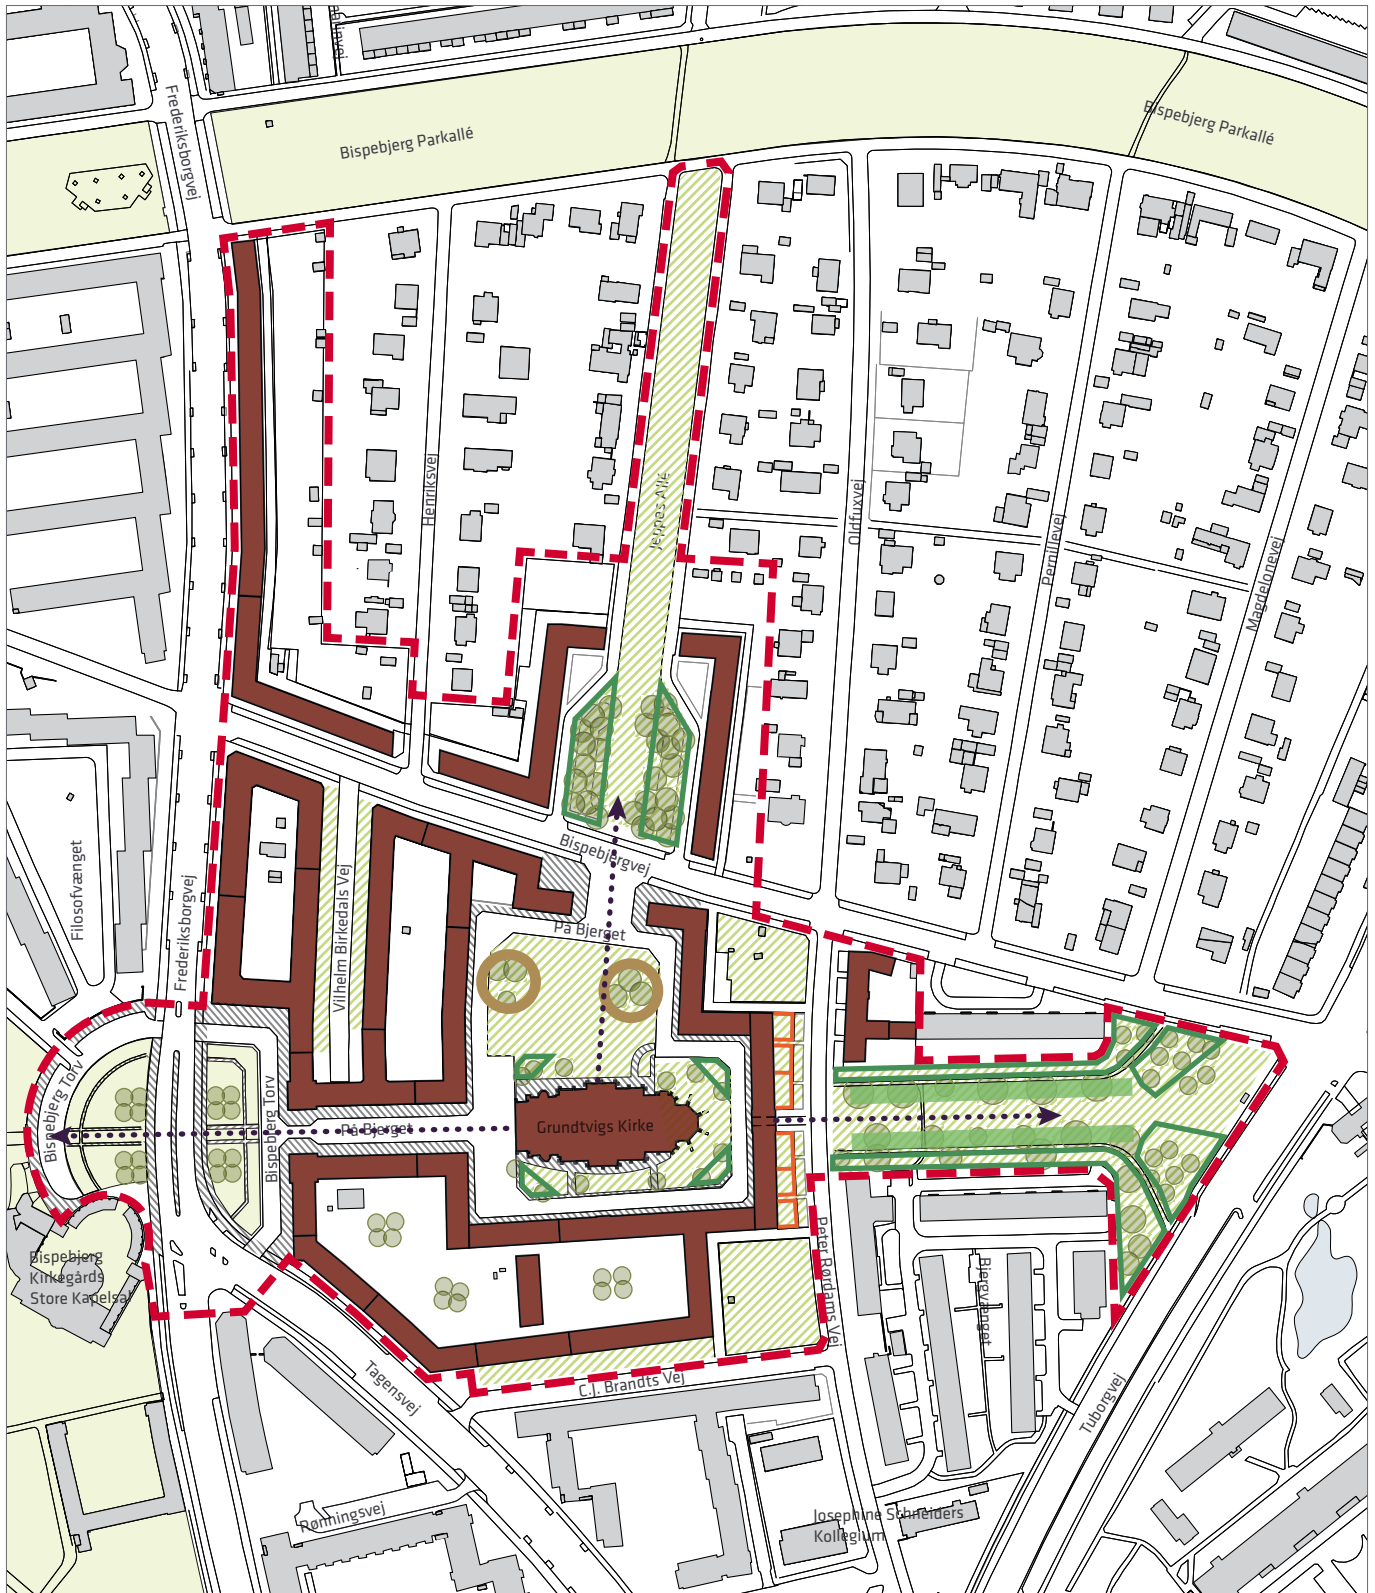 Frederiksborgvej
Bispebjerg Parkallé
Bispebjerg Parkallé
Henriksvej
Jeppes Allé
Oldfuxvej
Pernillevej
Magdelonevej
Bispebjergvej
På Bjerget
Filosofvænget
Frederiksborgvej
Vilhelm Birkedals Vej
Bispebjerg Torv
Bispebjerg Torv
På Bjerget
Grundtvigs Kirke
Bispebjerg
Kirkegårds
Store Kapelsal
Peter Rørdams Vej
Bjergvænget
Tagensvej
C.J. Brandts Vej
Tuborgvej
Rønningsvej
Josephine Schneiders
Kollegium